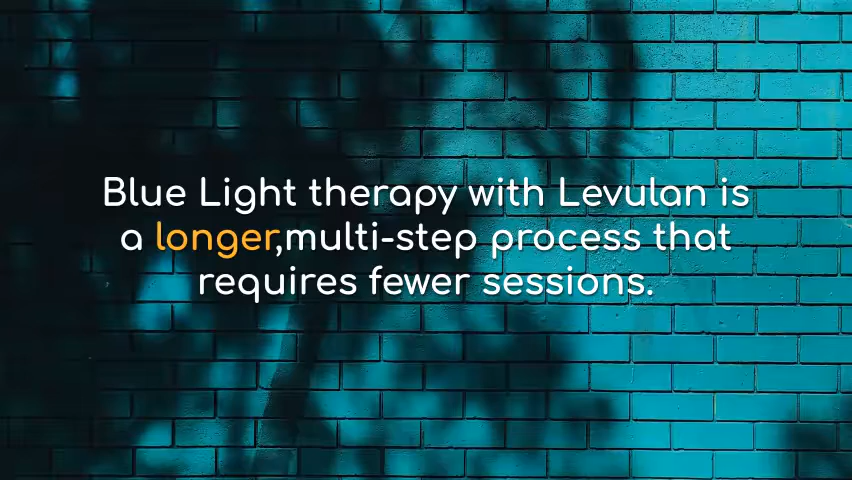 Blue Light therapy with Levulan is
a longer,multi-step process that
requires fewer sessions.